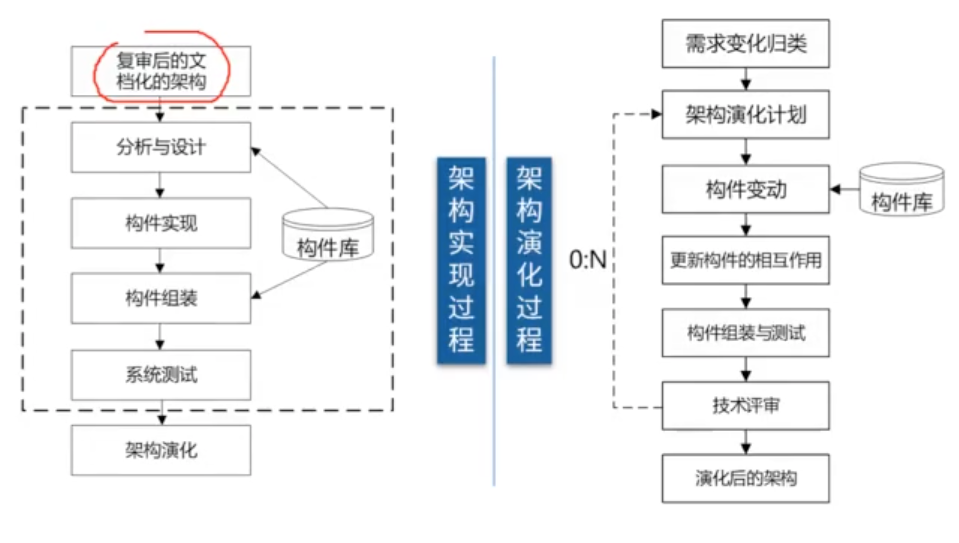 复审后的文
档化的架构
分析与设计
构件实现
构件库
构件组装
系统测试
架构演化
架构实现过程
架构演化过程
需求变化归类
架构演化计划
构件变动
构件库
0:N
更新构件的相互作用
构件组装与测试
技术评审
演化后的架构